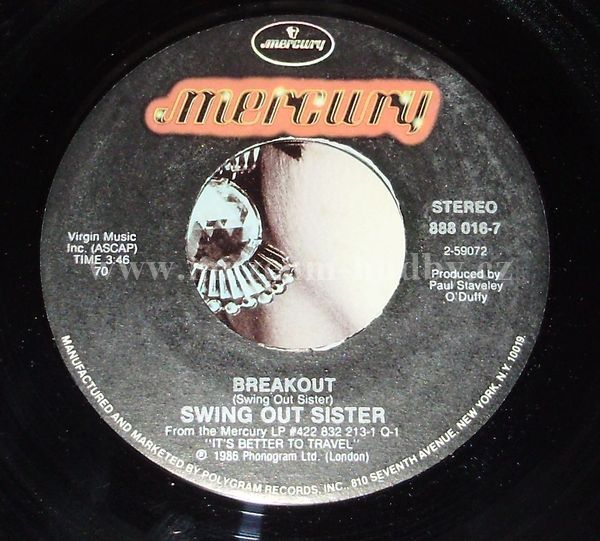 mercury
mercury
STEREO
888 016-7
Virgin Music
Inc. (ASCAP)
TIME 3:46
70
2-59072
Produced by
Paul Staveley
O'Duffy
BREAKOUT
(Swing Out Sister)
SWING OUT SISTER
From the Mercury LP #422 832 213-1 Q-1
"IT'S BETTER TO TRAVEL"
℗ 1986 Phonogram Ltd. (London)
MANUFACTURED AND MARKETED BY POLYGRAM RECORDS, INC., 810 SEVENTH AVENUE, NEW YORK, N.Y. 10019.